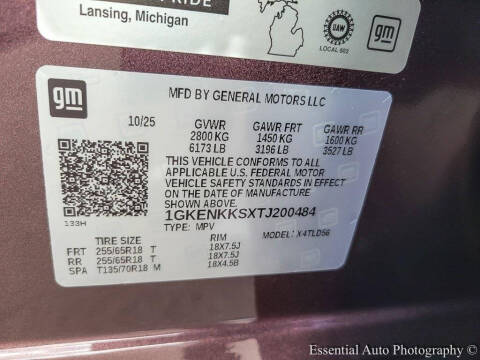 RIDE
Lansing, Michigan
UAW
LOCAL 602
gm
gm
MFD BY GENERAL MOTORS LLC
10/25 GVWR GAWR FRT GAWR RR
2800 KG 1450 KG 1600 KG
6173 LB 3196 LB 3527 LB
THIS VEHICLE CONFORMS TO ALL
APPLICABLE U.S. FEDERAL MOTOR
VEHICLE SAFETY STANDARDS IN EFFECT
ON THE DATE OF MANUFACTURE
SHOWN ABOVE.
1GKENKKSXTJ200484
133H
TYPE: MPV MODEL: X4TLD56
TIRE SIZE RIM
FRT 255/65R18 T 18X7.5J
RR 255/65R18 T 18X7.5J
SPA T135/70R18 M 18X4.5B
Essential Auto Photography ©